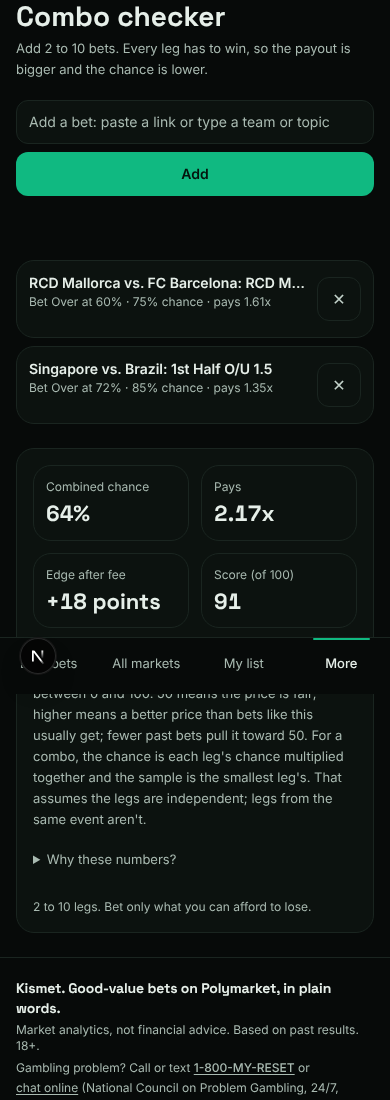 Combo checker
Add 2 to 10 bets. Every leg has to win, so the payout is
bigger and the chance is lower.
Add a bet: paste a link or type a team or topic
Add
RCD Mallorca vs. FC Barcelona: RCD M...
Bet Over at 60% · 75% chance · pays 1.61x
×
Singapore vs. Brazil: 1st Half O/U 1.5
Bet Over at 72% · 85% chance · pays 1.35x
×
Combined chance
64%
Pays
2.17x
Edge after fee
+18 points
Score (of 100)
91
N
bets
All markets
My list
More
between 0 and 100. 50 means the price is fair,
higher means a better price than bets like this
usually get; fewer past bets pull it toward 50. For a
combo, the chance is each leg's chance multiplied
together and the sample is the smallest leg's. That
assumes the legs are independent; legs from the
same event aren't.
▶ Why these numbers?
2 to 10 legs. Bet only what you can afford to lose.
Kismet. Good-value bets on Polymarket, in plain
words.
Market analytics, not financial advice. Based on past results.
18+.
Gambling problem? Call or text 1-800-MY-RESET or
chat online (National Council on Problem Gambling, 24/7,